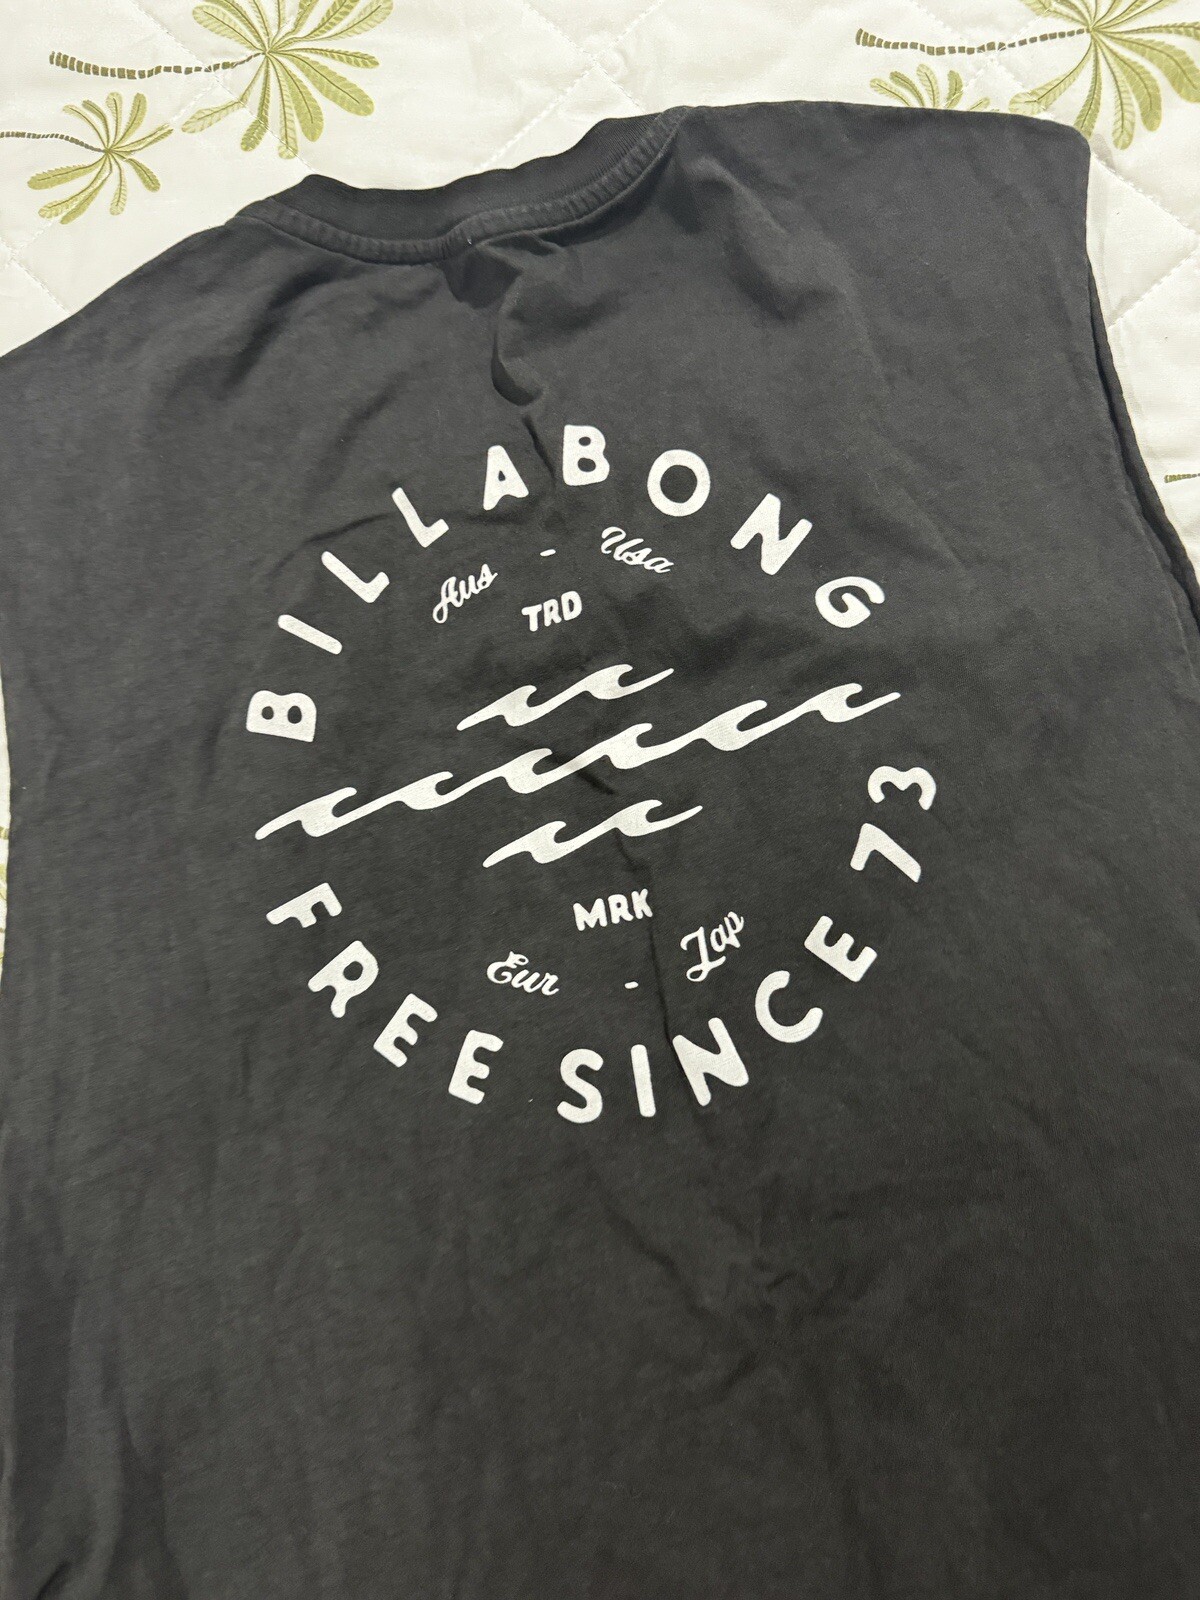 BILLABONG
Aus - Usa
TRD
MRK
Eur - Jap
FREE SINCE 73